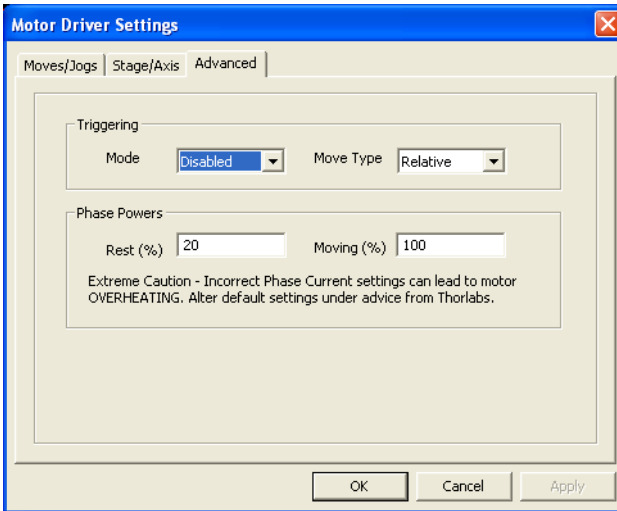 Motor Driver Settings
Moves/Jogs Stage/Axis Advanced
Triggering
Mode Disabled Move Type Relative
Phase Powers
Rest (%) 20 Moving (%) 100
Extreme Caution - Incorrect Phase Current settings can lead to motor
OVERHEATING. Alter default settings under advice from Thorlabs.
OK Cancel Apply